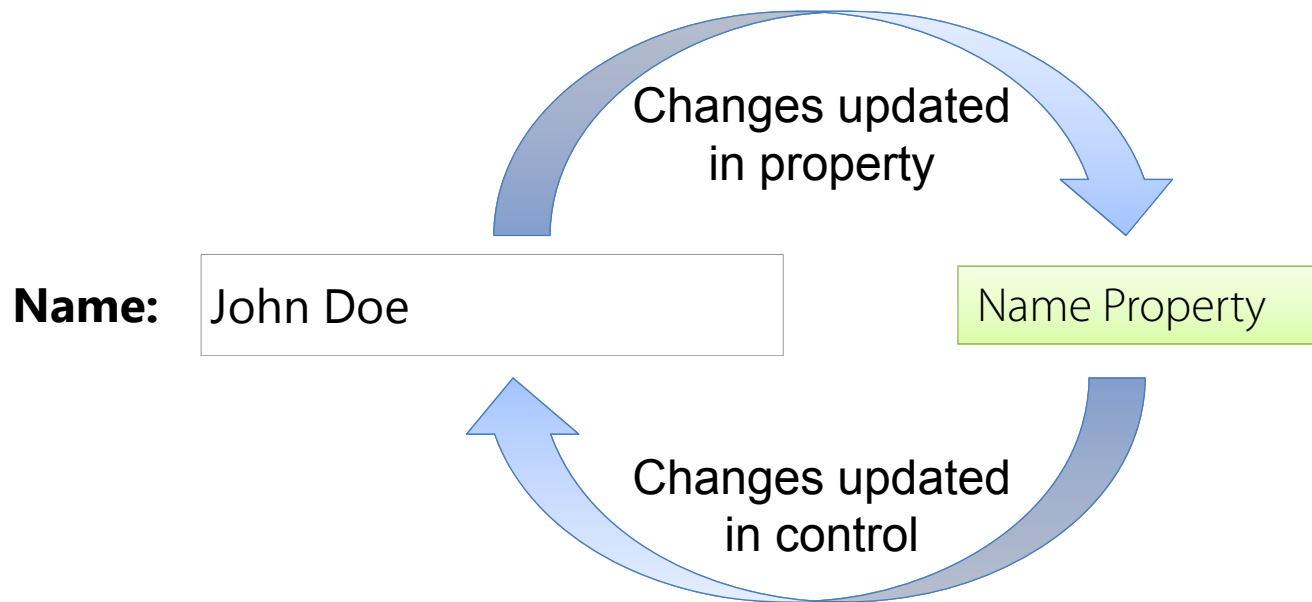 Changes updated
in property
Name:
John Doe
Name Property
Changes updated
in control